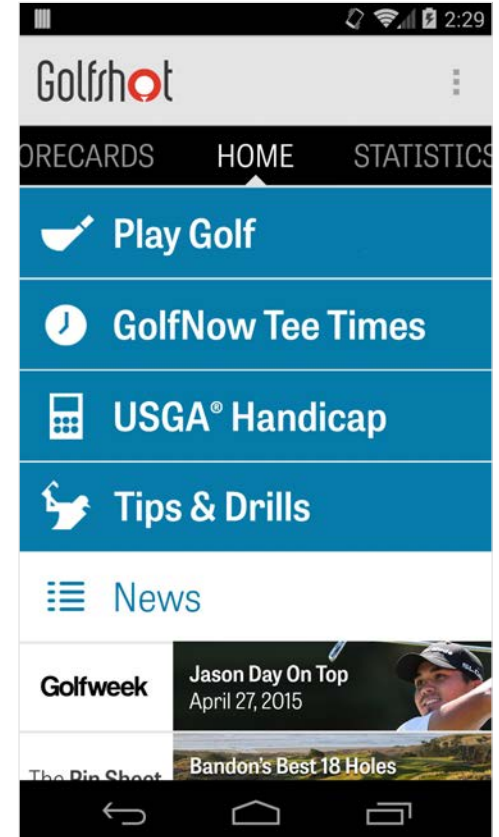 2:29
Golfshot
ORECARDS HOME STATISTICS
Play Golf
GolfNow Tee Times
USGA® Handicap
Tips & Drills
News
Golfweek
Jason Day On Top
April 27, 2015
The Pin Sheet
Bandon's Best 18 Holes